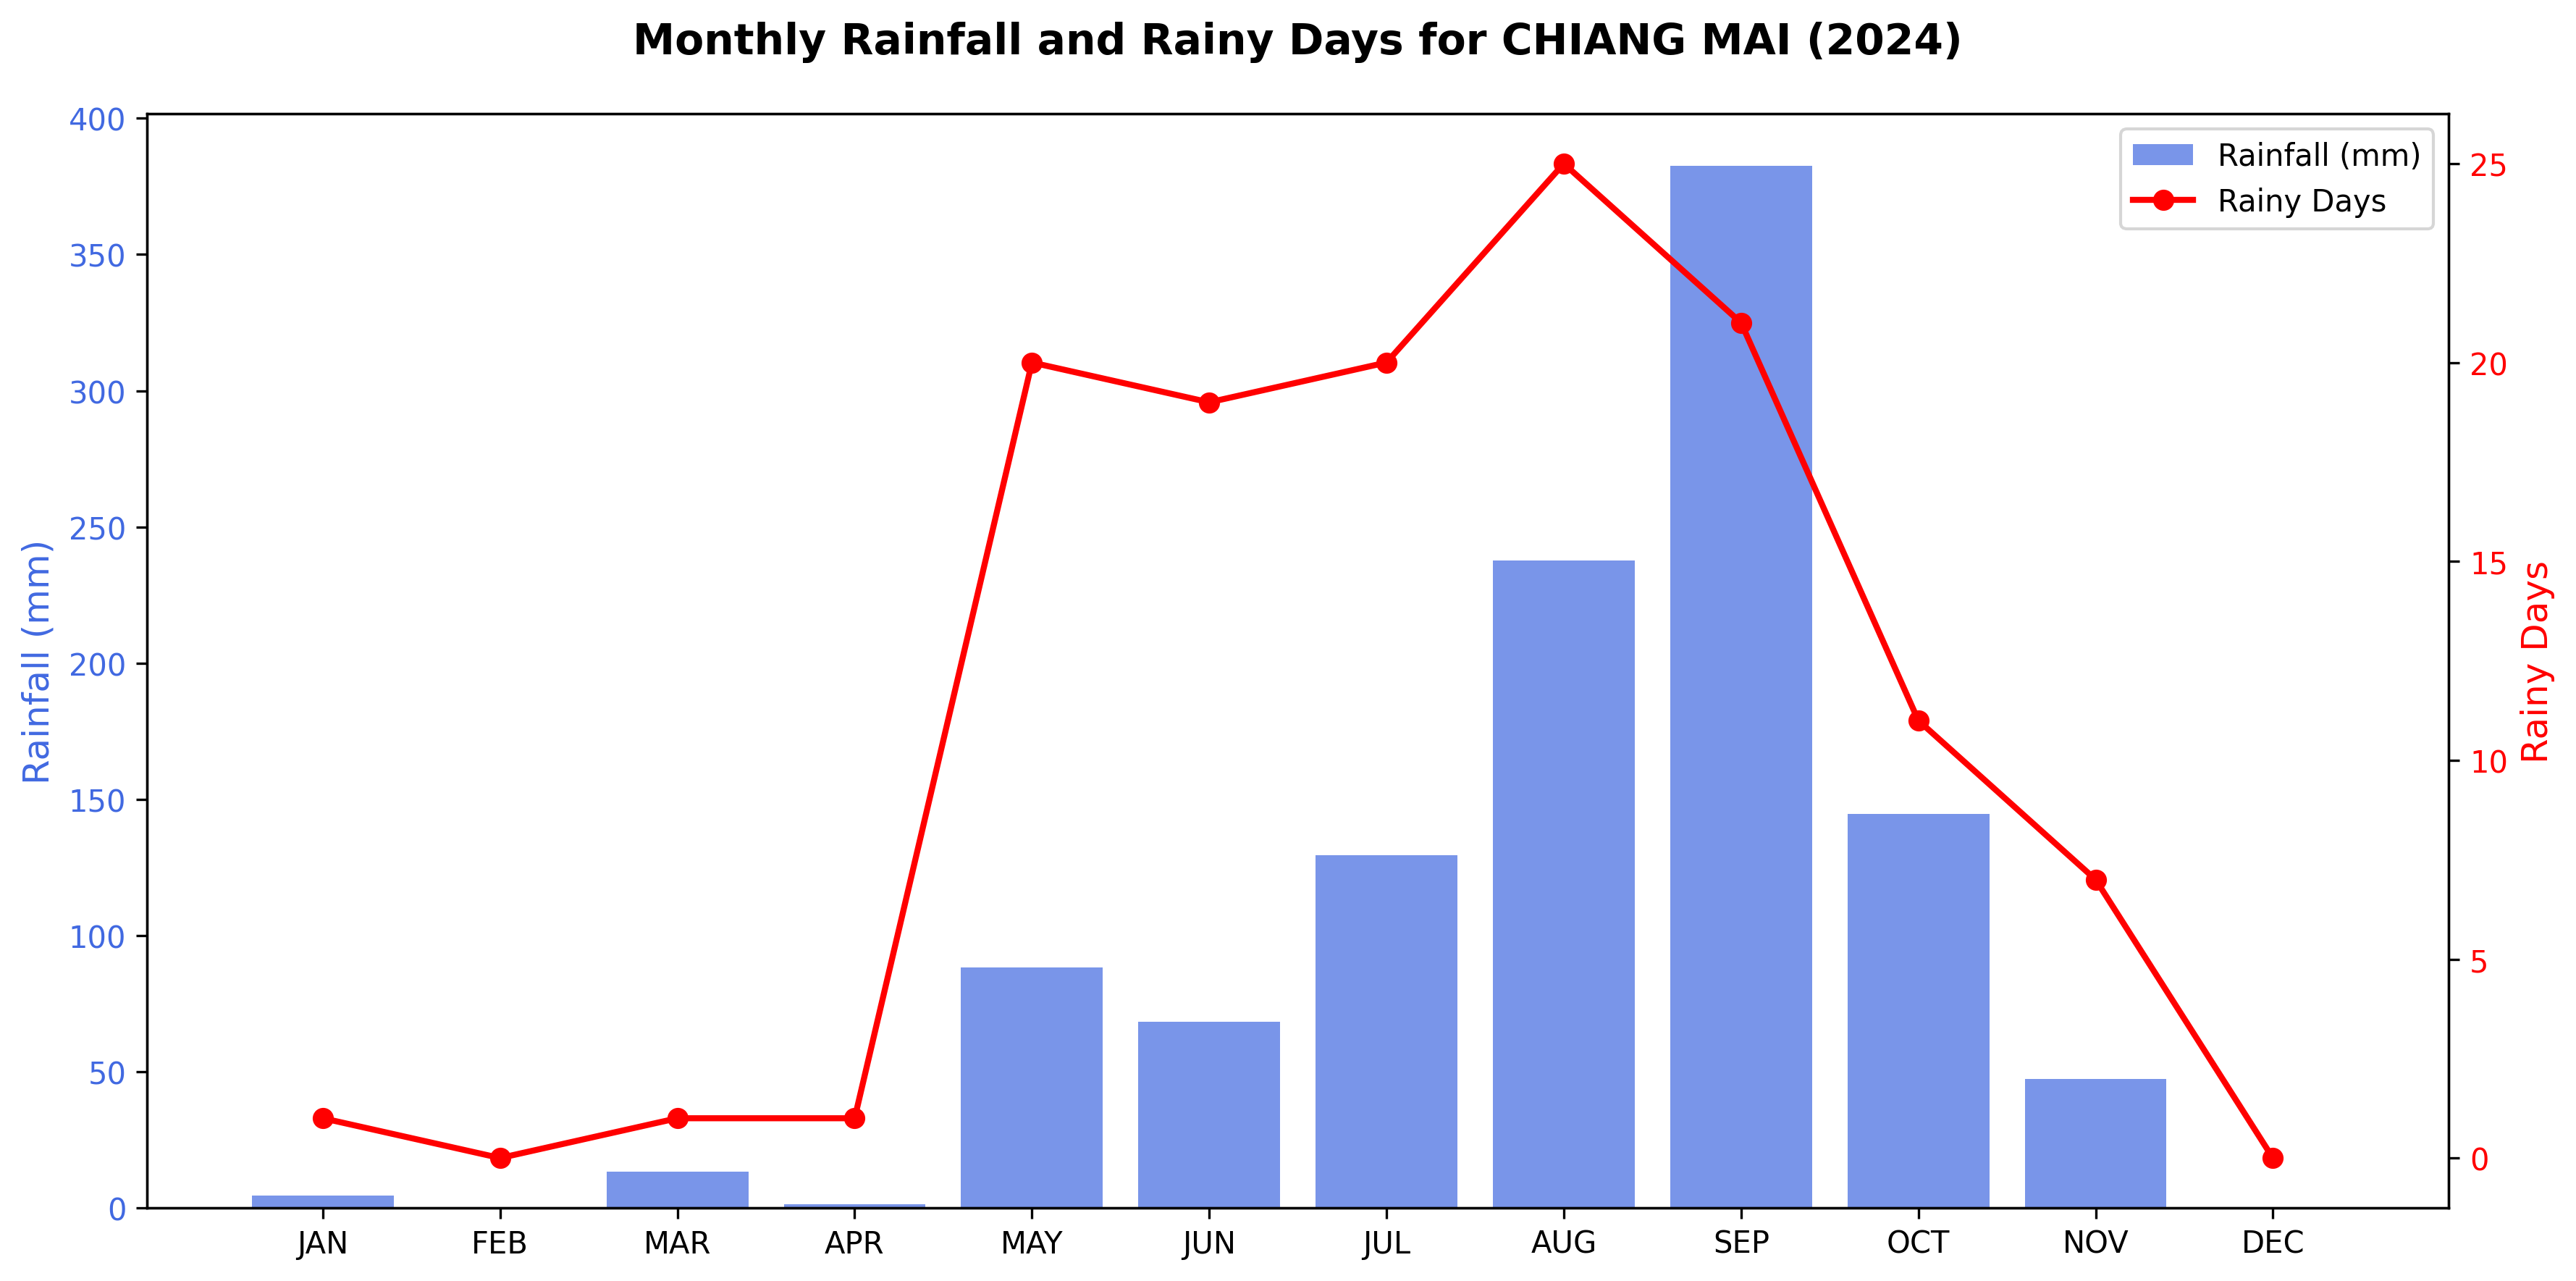 Monthly Rainfall and Rainy Days for CHIANG MAI (2024)
Rainfall (mm)
Rainy Days
400
350
300
250
200
150
100
50
0
Rainfall (mm)
25
20
15
10
5
0
Rainy Days
JAN FEB MAR APR MAY JUN JUL AUG SEP OCT NOV DEC